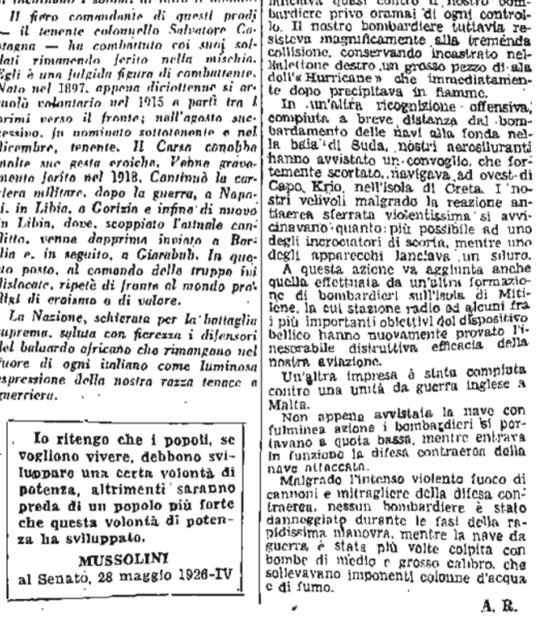 Il fiero commandante di questi prodi
— il tenente colonnello Salvatore Ca-
stagna — ha combattuto coi suoi sol-
dati rimanendo ferito nella mischia.
Egli è una fulgida figura di combattente.
Nato nel 1897, appena diciottenne si ar-
ruolò volontario nel 1915 e partì tra i
primi verso il fronte; nell'agosto suc-
cessivo, fu nominato sottotenente e nel
dicembre, tenente. Il Carso conobbe
molte sue gesta eroiche. Venne grave-
mente ferito nel 1918. Continuò la car-
riera militare, dopo la guerra, a Napo-
li, in Libia, a Gorizia e infine di nuovo
in Libia, dove, scoppiato l'attuale con-
flitto, venne dapprima inviato a Bar-
dia e, in seguito, a Giarabub. In que-
sto posto, al comando delle truppe ivi
dislocate, ripetè di fronte al mondo pro-
digi di eroismo e di valore.
La Nazione, schierata per la battaglia
suprema, saluta con fierezza i difensori
del baluardo africano che rimangono nel
cuore di ogni italiano come luminosa
espressione della nostra razza tenace e
guerriera.
Io ritengo che i popoli, se
vogliono vivere, debbono svi-
luppare una certa volontà di
potenza, altrimenti saranno
preda di un popolo più forte
che questa volontà di poten-
za ha sviluppato.
MUSSOLINI
al Senato, 28 maggio 1926-IV
bardiere privo oramai di ogni control-
lo. Il nostro bombardiere tuttavia re-
sisteva magnificamente alla tremenda
collisione, conservando incastrato nel-
l'alettone destro un grosso pezzo di ala
dell'« Hurricane » che immediatamen-
te dopo precipitava in fiamme.
In un'altra ricognizione offensiva,
compiuta a breve distanza dal bom-
bardamento delle navi alla fonda nel-
la baia di Suda, nostri aerosiluranti
hanno avvistato un convoglio, che for-
temente scortato, navigava ad ovest di
Capo Krio, nell'isola di Creta. I no-
stri velivoli malgrado la reazione an-
tiaerea sferrata violentissima si avvi-
cinavano quanto più possibile ad uno
degli incrociatori di scorta, mentre uno
degli apparecchi lanciava un siluro.
A questa azione va aggiunta anche
quella effettuata da un'altra formazio-
ne di bombardieri sull'isola di Miti-
lene, la cui stazione radio ad alcuni fra
i più importanti obiettivi del dispositivo
bellico hanno nuovamente provato l'i-
nesorabile distruttiva efficacia della
nostra aviazione.
Un'altra impresa è stata compiuta
contro una unità da guerra inglese a
Malta.
Non appena avvistata la nave con
fulminea azione i bombardieri si por-
tavano a quota bassa, mentre entrava
in funzione la difesa contraeron della
nave attaccata.
Malgrado l'intenso violento fuoco di
cannoni e mitragliere della difesa con-
traerea, nessun bombardiere è stato
danneggiato durante le fasi della ra-
pidissima manovra, mentre la nave da
guerra è stata più volte colpita con
bombe di medio e grosso calibro, che
sollevavano imponenti colonne d'acqua
e di fumo.
A. R.